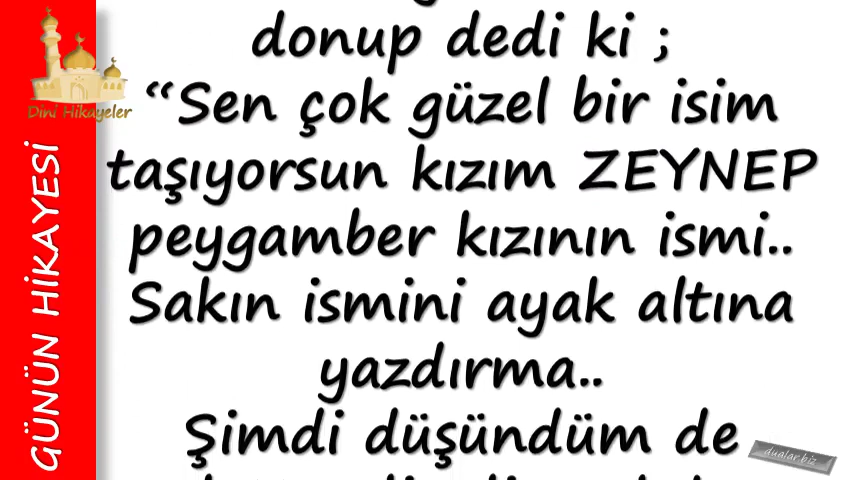 Dini Hikayeler
GÜNÜN HİKAYESİ
donup dedi ki ;
“Sen çok güzel bir isim
taşıyorsun kızım ZEYNEP
peygamber kızının ismi..
Sakın ismini ayak altına
yazdırma..
Şimdi düşündüm de
dualar.biz